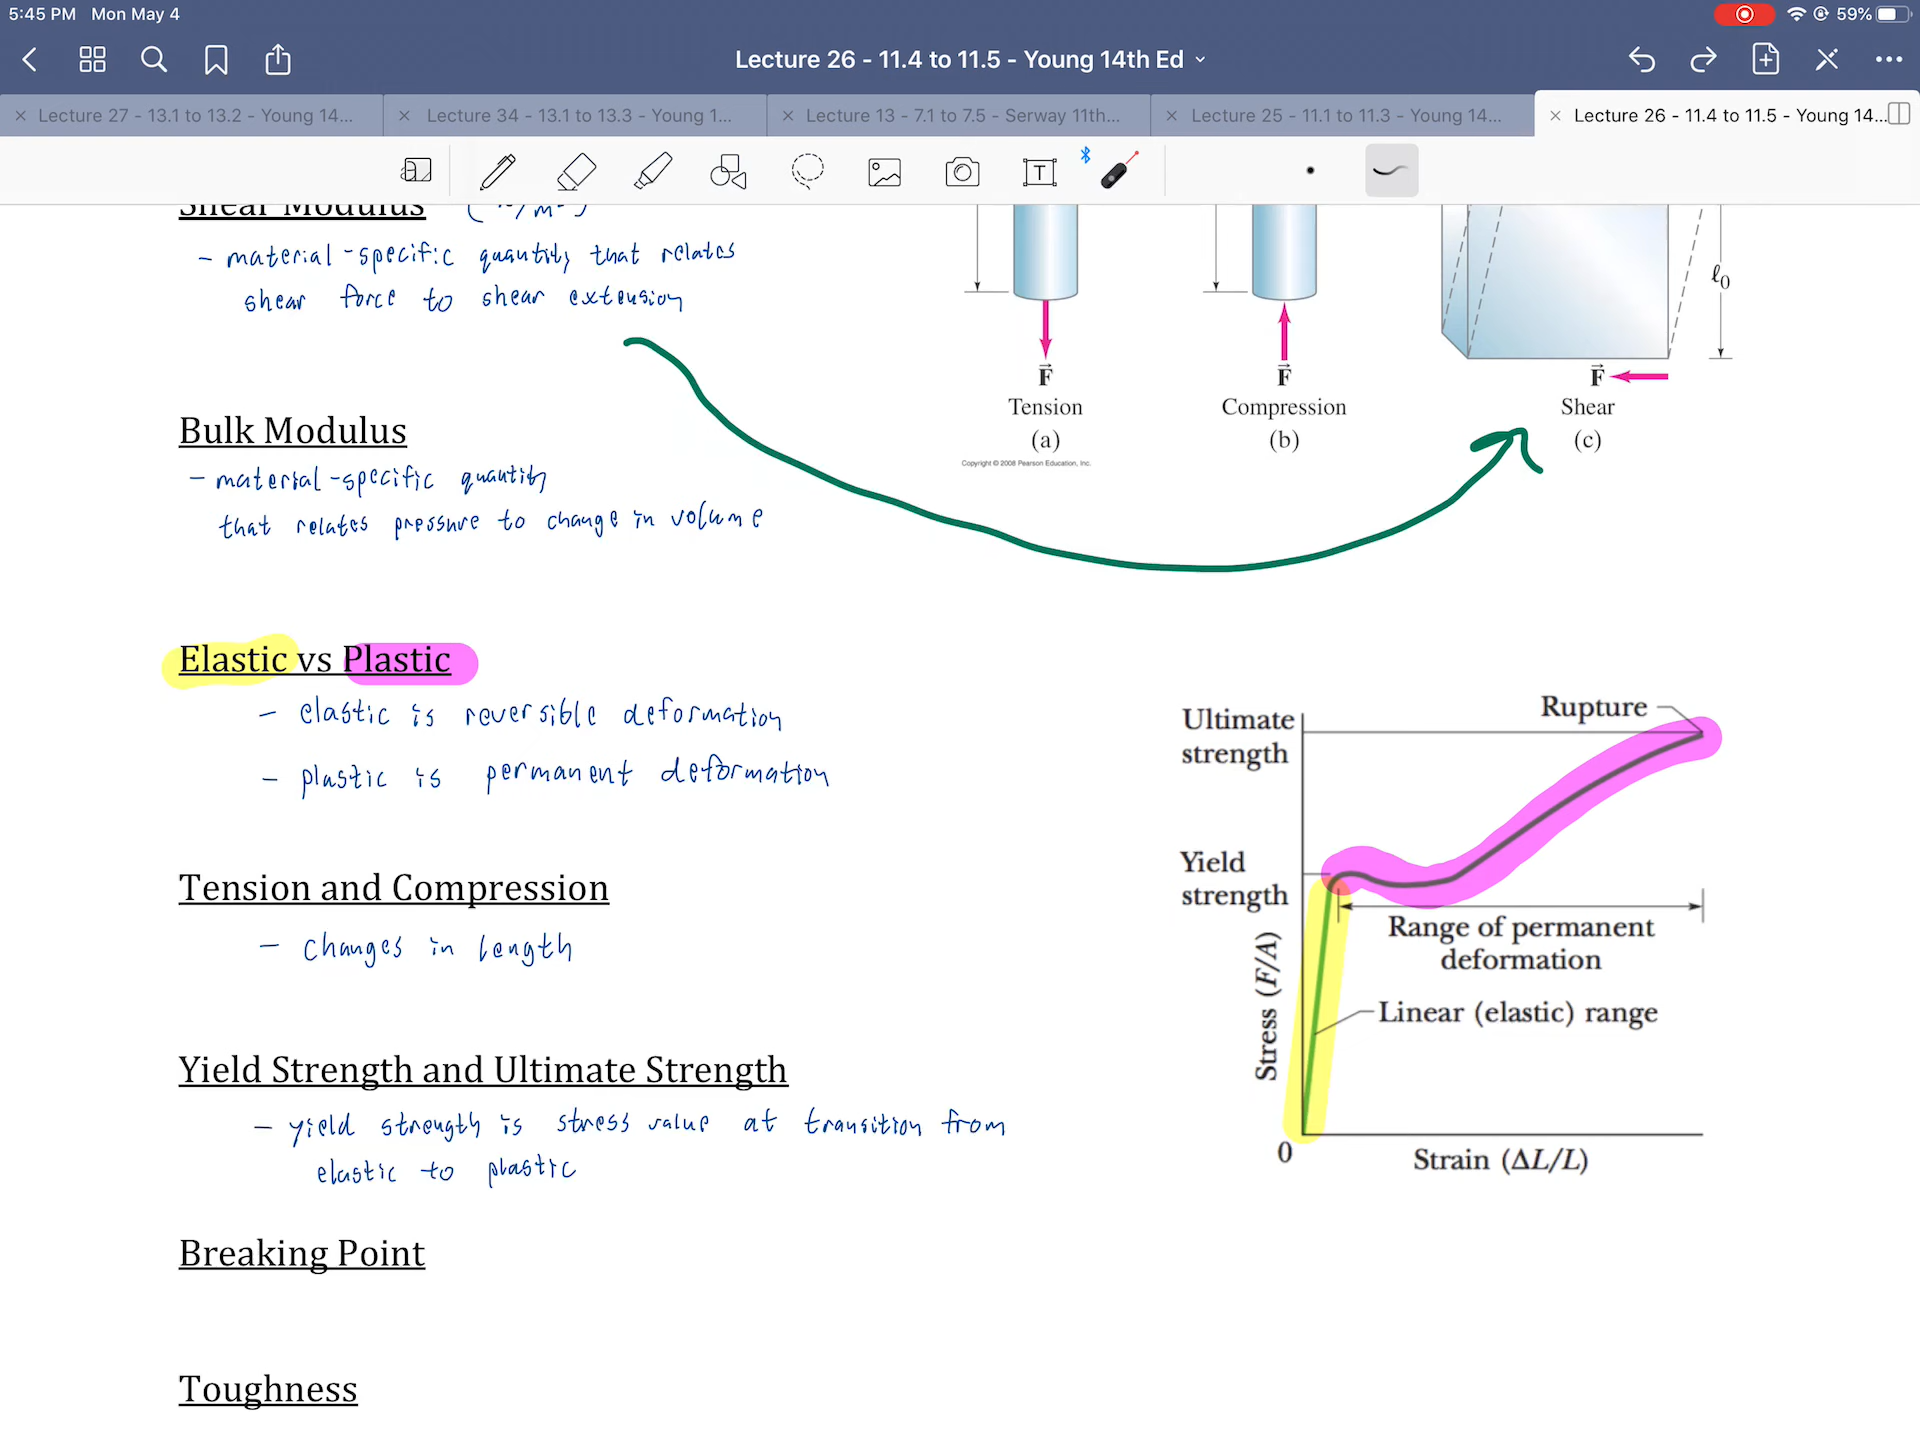 5:45 PM Mon May 4
59%
Lecture 26 - 11.4 to 11.5 - Young 14th Ed
Lecture 27 - 13.1 to 13.2 - Young 14...
Lecture 34 - 13.1 to 13.3 - Young 1...
Lecture 13 - 7.1 to 7.5 - Serway 11th...
Lecture 25 - 11.1 to 11.3 - Young 14...
Lecture 26 - 11.4 to 11.5 - Young 14...
Shear Modulus
- material-specific quantity that relates
shear force to shear extension
ℓ0
F
Tension
(a)
F
Compression
(b)
F
Shear
(c)
Copyright © 2008 Pearson Education, Inc.
Bulk Modulus
- material-specific quantity
that relates pressure to change in volume
Elastic vs Plastic
- elastic is reversible deformation
- plastic is permanent deformation
Tension and Compression
- changes in length
Yield Strength and Ultimate Strength
- yield strength is stress value at transition from
elastic to plastic
Breaking Point
Toughness
Ultimate
strength
Rupture
Yield
strength
Range of permanent
deformation
Linear (elastic) range
Stress (F/A)
0
Strain (ΔL/L)